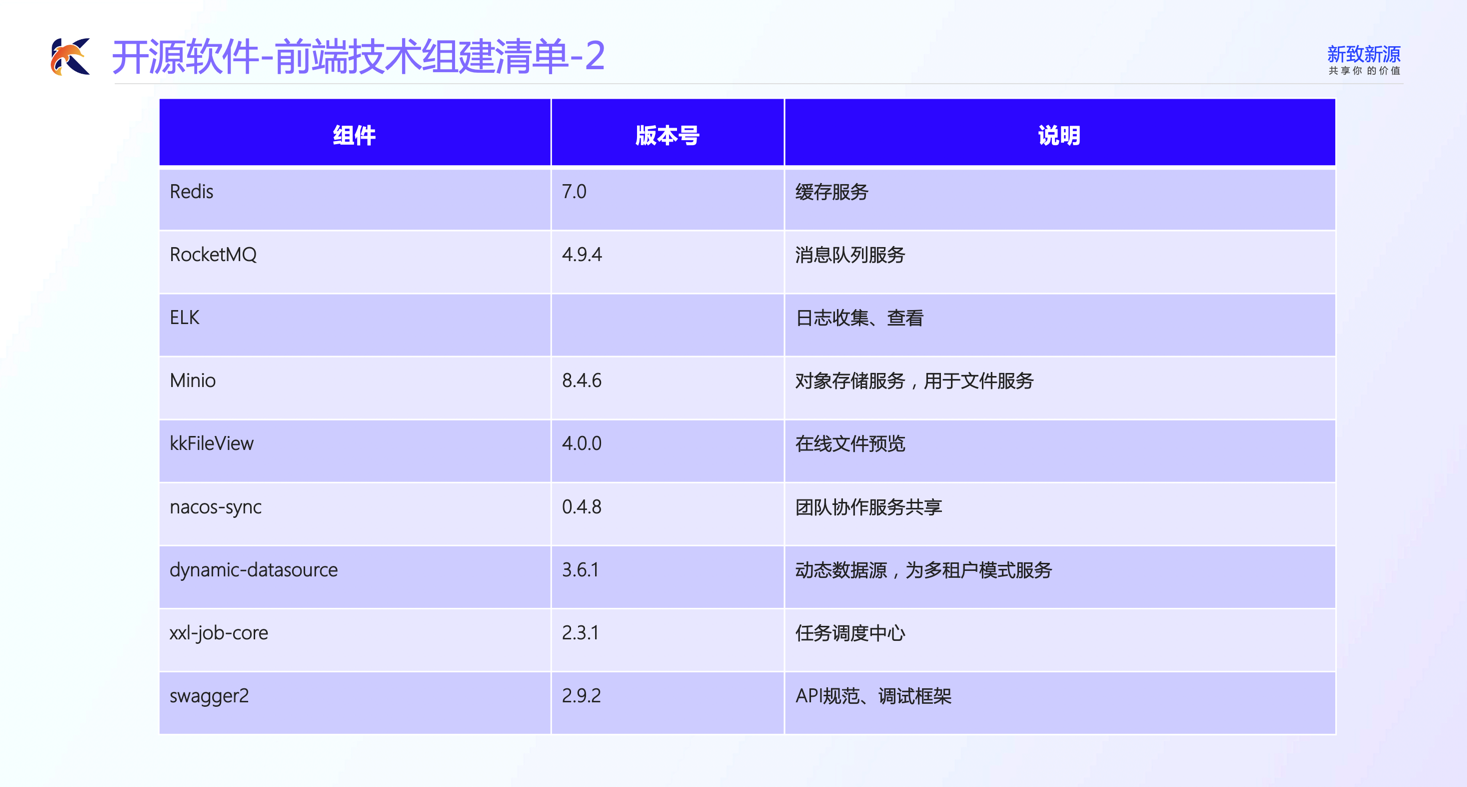 开源软件-前端技术组建清单-2
新致新源
共享你 的价值
组件 版本号 说明
Redis 7.0 缓存服务
RocketMQ 4.9.4 消息队列服务
ELK 日志收集、查看
Minio 8.4.6 对象存储服务，用于文件服务
kkFileView 4.0.0 在线文件预览
nacos-sync 0.4.8 团队协作服务共享
dynamic-datasource 3.6.1 动态数据源，为多租户模式服务
xxl-job-core 2.3.1 任务调度中心
swagger2 2.9.2 API规范、调试框架